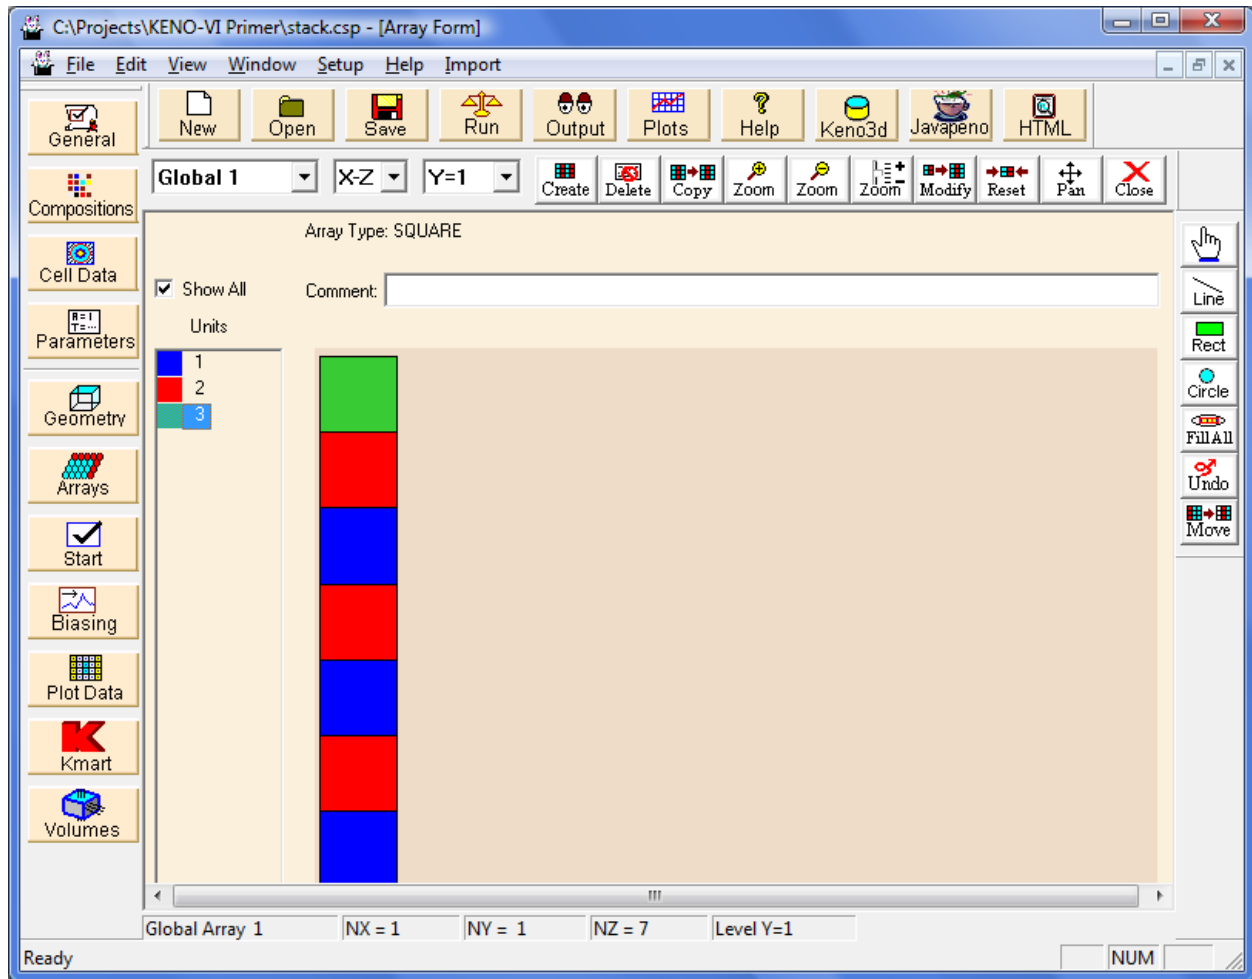 C:\Projects\KENO-VI Primer\stack.csp - [Array Form]
File Edit View Window Setup Help Import
General
New Open Save Run Output Plots Help Keno3d Javapeno HTML
Global 1 X-Z Y=1 Create Delete Copy Zoom Zoom Zoom Modify Reset Pan Close
Compositions
Array Type: SQUARE
Cell Data
Show All Comment:
Line
Units
Parameters
R=1
T=...
Rect
1
2
3
Circle
Geometry
FillAll
Arrays
Undo
Move
Start
Biasing
Plot Data
Kmart
Volumes
Global Array 1 NX = 1 NY = 1 NZ = 7 Level Y=1
Ready NUM